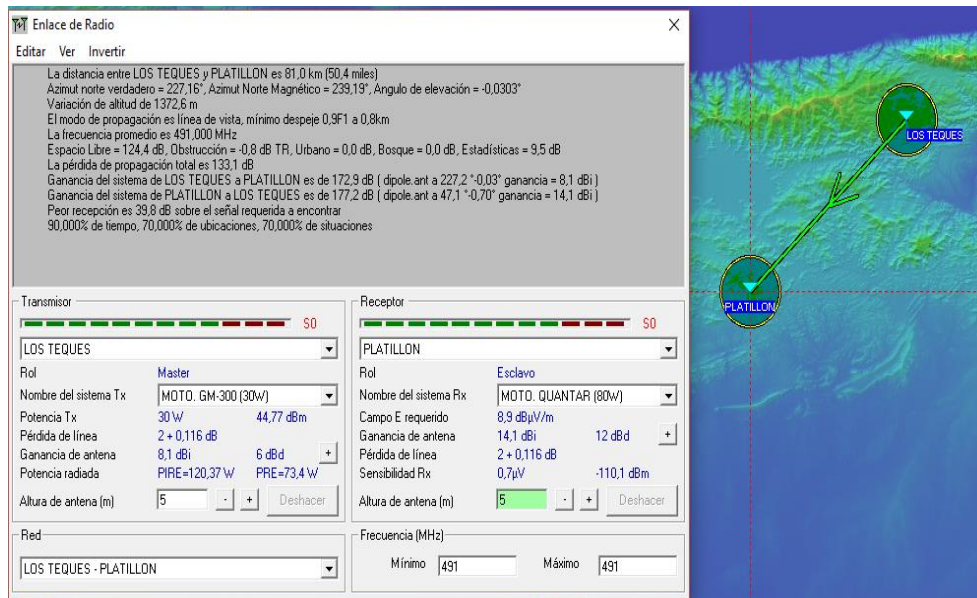 Enlace de Radio
Editar Ver Invertir
La distancia entre LOS TEQUES y PLATILLON es 81,0 km (50,4 miles)
Azimut norte verdadero = 227,16°, Azimut Norte Magnético = 239,19°, Angulo de elevación = -0,0303°
Variación de altitud de 1372,6 m
El modo de propagación es línea de vista, mínimo despeje 0,9F1 a 0,8km
La frecuencia promedio es 491,000 MHz
Espacio Libre = 124,4 dB, Obstrucción = -0,8 dB TR, Urbano = 0,0 dB, Bosque = 0,0 dB, Estadísticas = 9,5 dB
La pérdida de propagación total es 133,1 dB
Ganancia del sistema de LOS TEQUES a PLATILLON es de 172,9 dB ( dipole.ant a 227,2 °-0,03° ganancia = 8,1 dBi )
Ganancia del sistema de PLATILLON a LOS TEQUES es de 177,2 dB ( dipole.ant a 47,1 °-0,70° ganancia = 14,1 dBi )
Peor recepción es 39,8 dB sobre el señal requerida a encontrar
90,000% de tiempo, 70,000% de ubicaciones, 70,000% de situaciones
Transmisor
S0
LOS TEQUES
Rol Master
Nombre del sistema Tx MOTO. GM-300 (30W)
Potencia Tx 30 W 44,77 dBm
Pérdida de línea 2 + 0,116 dB
Ganancia de antena 8,1 dBi 6 dBd +
Potencia radiada PIRE=120,37 W PRE=73,4 W
Altura de antena (m) 5 - + Deshacer
Receptor
S0
PLATILLON
Rol Esclavo
Nombre del sistema Rx MOTO. QUANTAR (80W)
Campo E requerido 8,9 dBµV/m
Ganancia de antena 14,1 dBi 12 dBd +
Pérdida de línea 2 + 0,116 dB
Sensibilidad Rx 0,7µV -110,1 dBm
Altura de antena (m) 5 - + Deshacer
Red
LOS TEQUES - PLATILLON
Frecuencia (MHz)
Mínimo 491 Máximo 491
LOS TEQUES
PLATILLON